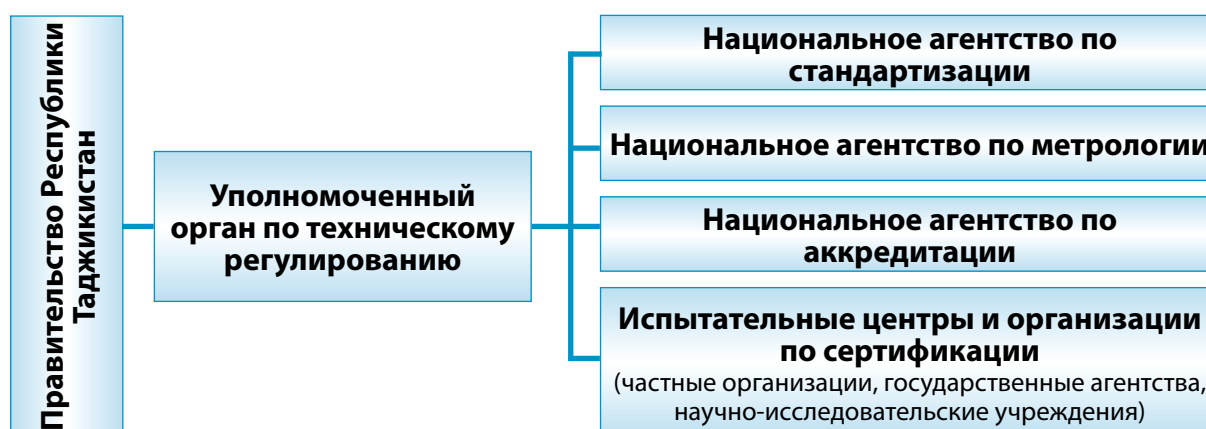 Правительство Республики
Таджикистан
Уполномоченный
орган по техническому
регулированию
Национальное агентство по
стандартизации
Национальное агентство по метрологии
Национальное агентство по
аккредитации
Испытательные центры и организации
по сертификации
(частные организации, государственные агентства,
научно-исследовательские учреждения)